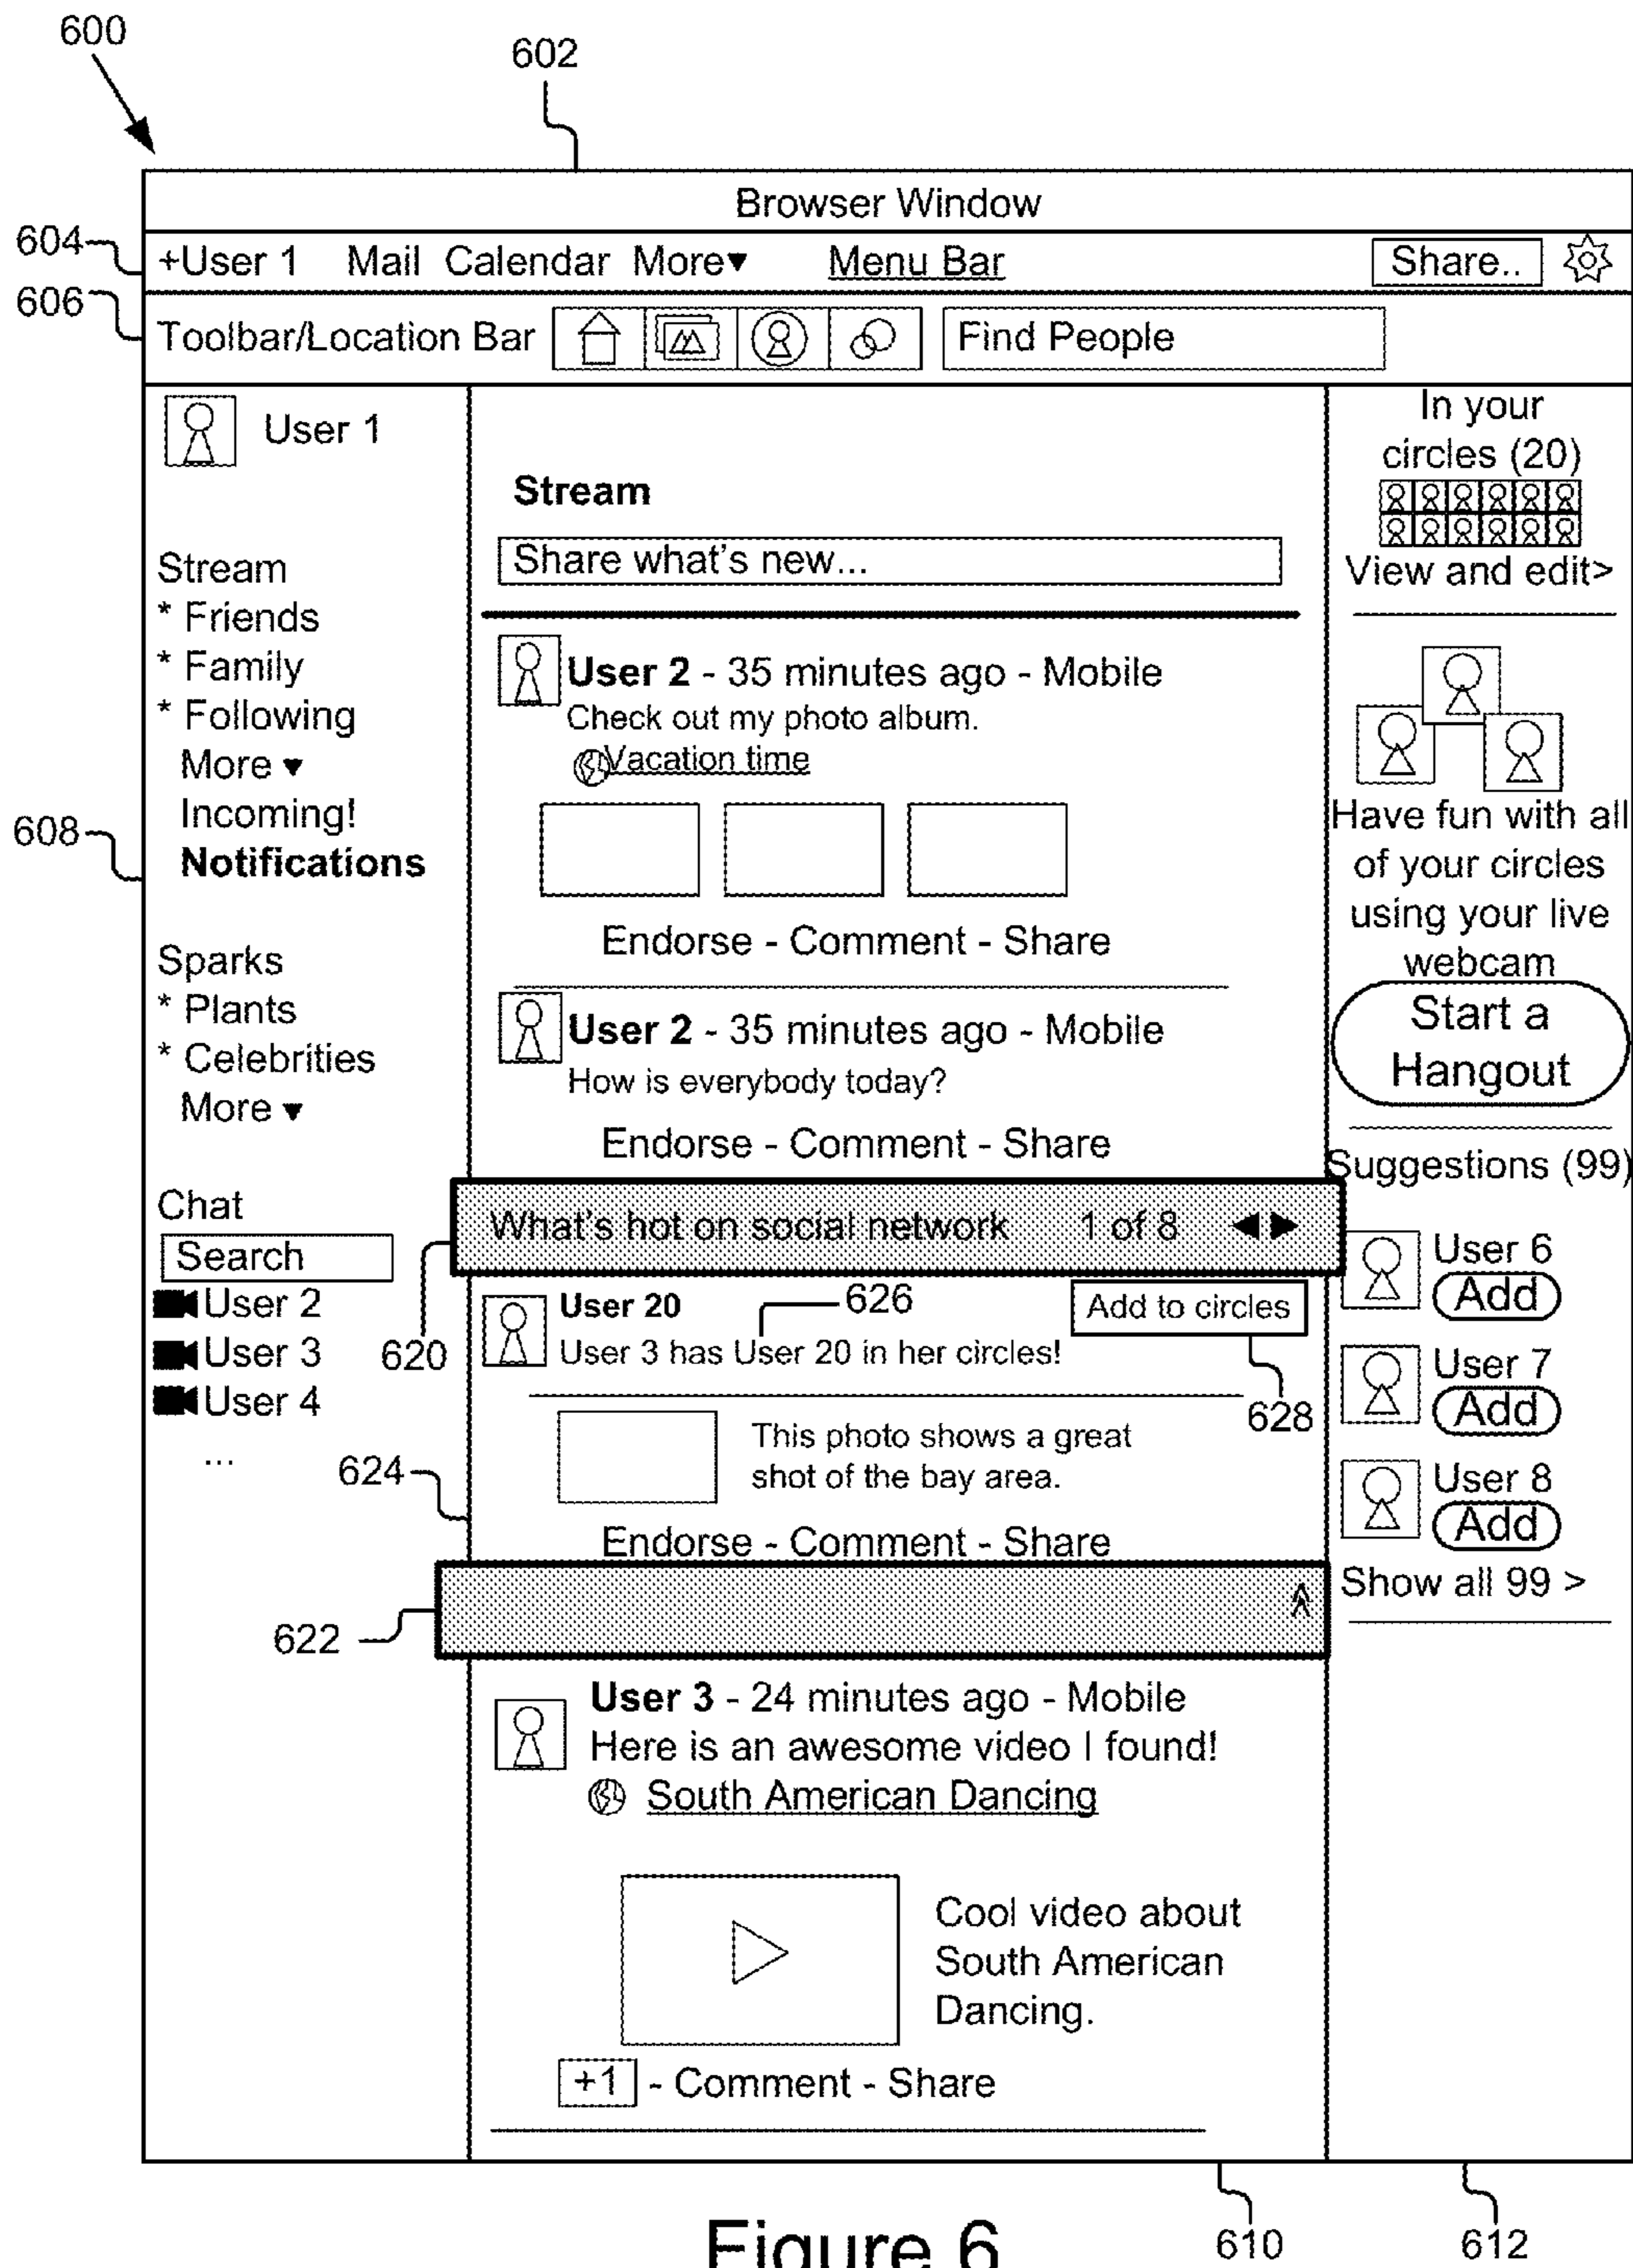 600
602
Browser Window
604
+User 1 Mail Calendar More▼ Menu Bar Share..
606
Toolbar/Location Bar Find People
User 1
Stream
* Friends
* Family
* Following
More ▼
Incoming!
Notifications
608
Sparks
* Plants
* Celebrities
More ▼
Chat
Search
User 2
User 3
User 4
...
Stream
Share what's new...
User 2 - 35 minutes ago - Mobile
Check out my photo album.
Vacation time
Endorse - Comment - Share
User 2 - 35 minutes ago - Mobile
How is everybody today?
Endorse - Comment - Share
What's hot on social network 1 of 8 ◀▶
620
User 20
626
Add to circles
User 3 has User 20 in her circles!
628
624
This photo shows a great
shot of the bay area.
Endorse - Comment - Share
622
User 3 - 24 minutes ago - Mobile
Here is an awesome video I found!
South American Dancing
Cool video about
South American
Dancing.
+1 - Comment - Share
In your
circles (20)
View and edit>
Have fun with all
of your circles
using your live
webcam
Start a
Hangout
Suggestions (99)
User 6
Add
User 7
Add
User 8
Add
Show all 99 >
610
612
Figure 6